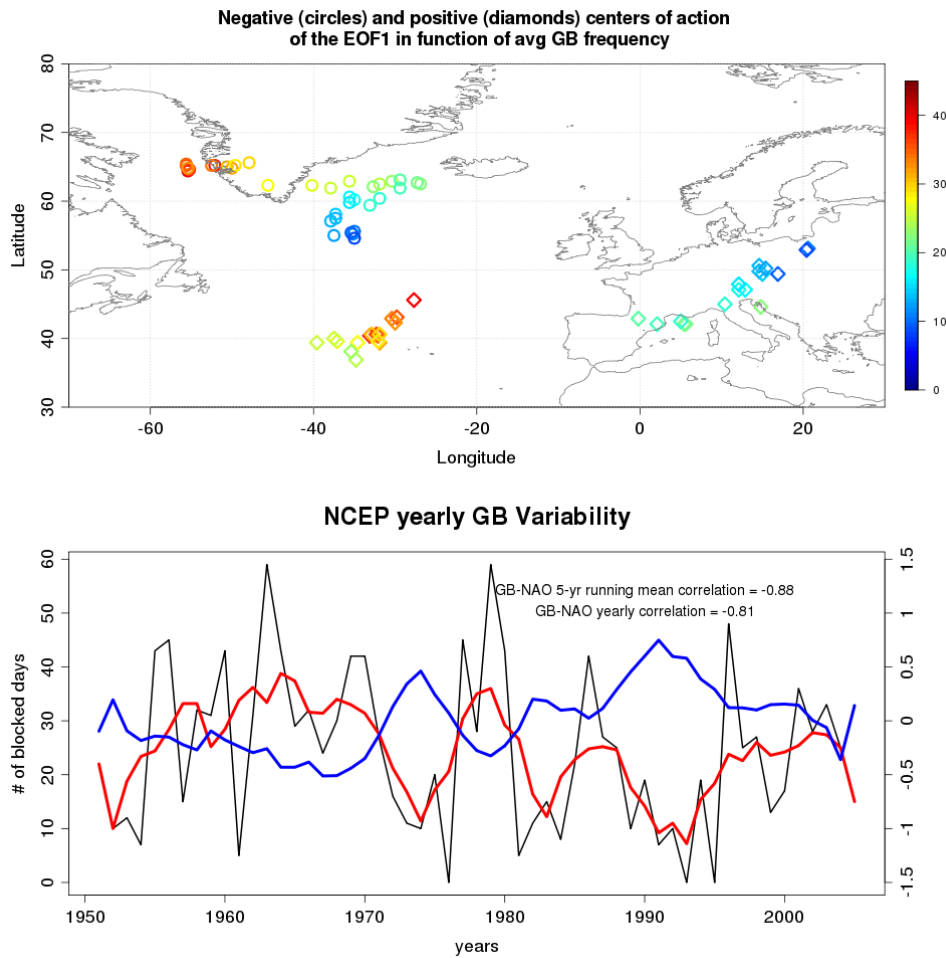 Negative (circles) and positive (diamonds) centers of action
of the EOF1 in function of avg GB frequency
80
70
60
50
40
30
Latitude
-60 -40 -20 0 20
Longitude
40
30
20
10
0
NCEP yearly GB Variability
60
50
40
30
20
10
0
# of blocked days
GB-NAO 5-yr running mean correlation = -0.88
GB-NAO yearly correlation = -0.81
1.5
1
0.5
0
-0.5
-1
-1.5
1950 1960 1970 1980 1990 2000
years